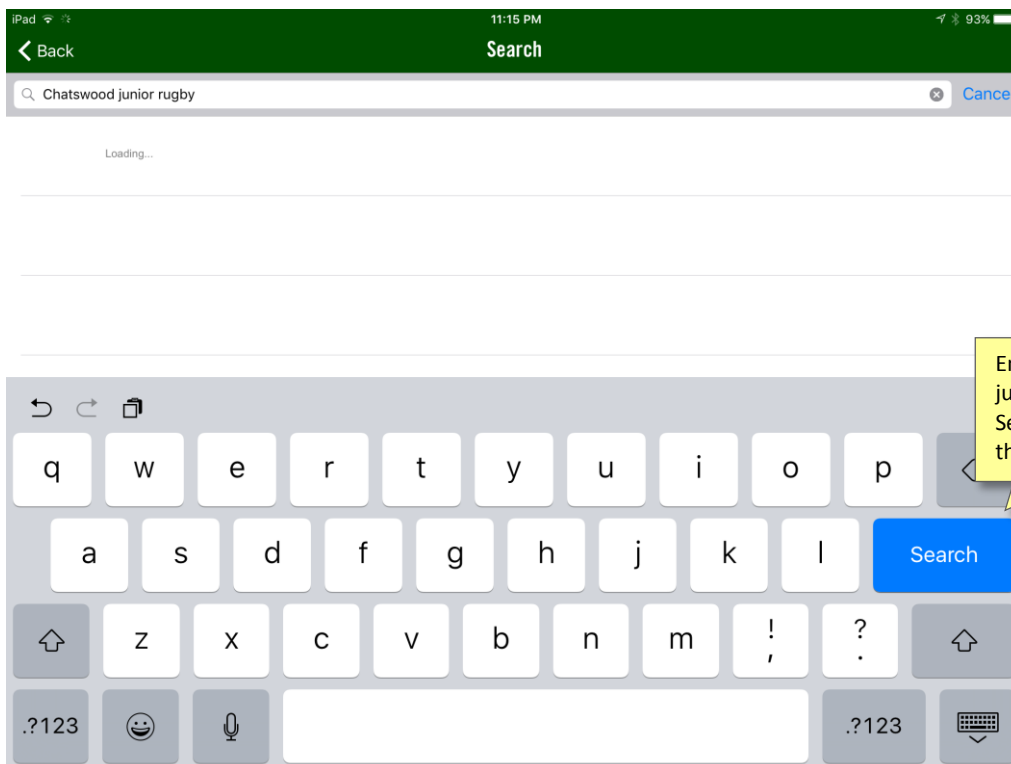 iPad 11:15 PM 93%
Back Search
Chatswood junior rugby
Loading...
q w e r t y u i o p
a s d f g h j k l Search
z x c v b n m ! , ? .
.?123 .?123